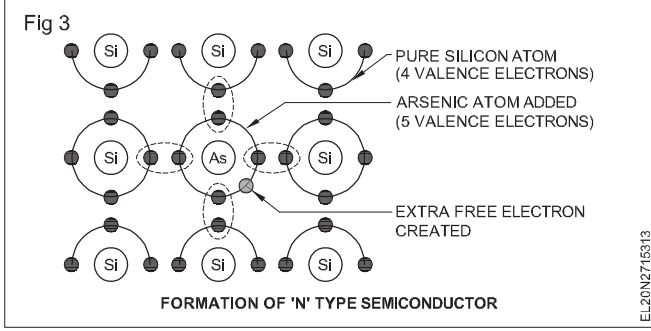 Fig 3
Si Si Si
PURE SILICON ATOM
(4 VALENCE ELECTRONS)
ARSENIC ATOM ADDED
(5 VALENCE ELECTRONS)
Si As Si
EXTRA FREE ELECTRON
CREATED
Si Si Si
FORMATION OF 'N' TYPE SEMICONDUCTOR
EL20N2715313